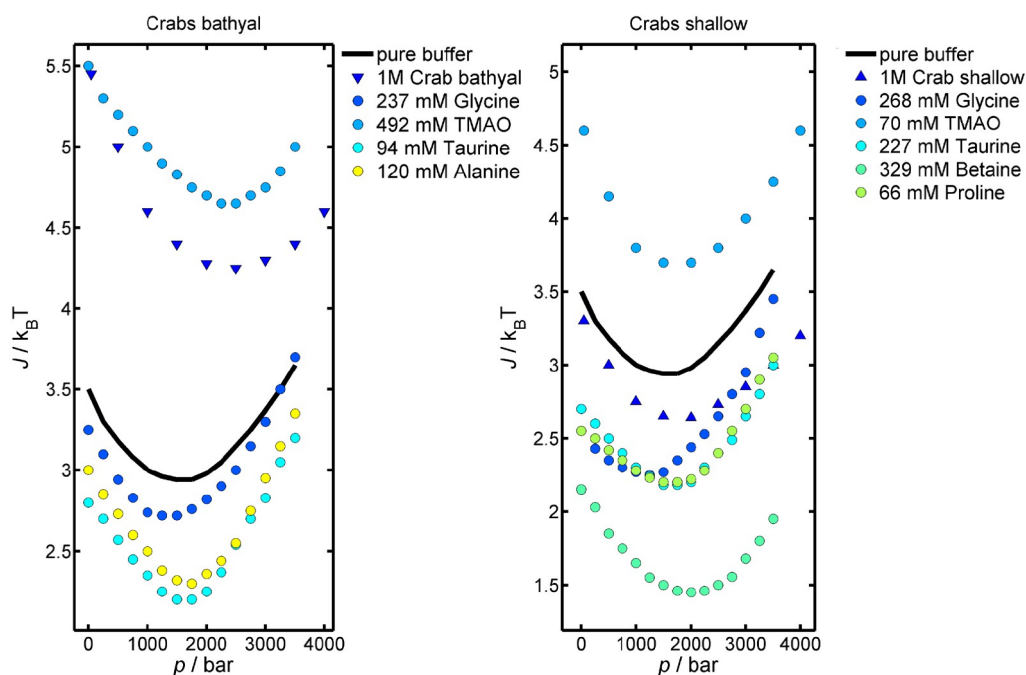 Crabs bathyal
5.5
5
4.5
4
3.5
3
2.5
J / kBT
0 1000 2000 3000 4000
p / bar
pure buffer
1M Crab bathyal
237 mM Glycine
492 mM TMAO
94 mM Taurine
120 mM Alanine
Crabs shallow
5
4.5
4
3.5
3
2.5
2
1.5
J / kBT
0 1000 2000 3000 4000
p / bar
pure buffer
1M Crab shallow
268 mM Glycine
70 mM TMAO
227 mM Taurine
329 mM Betaine
66 mM Proline